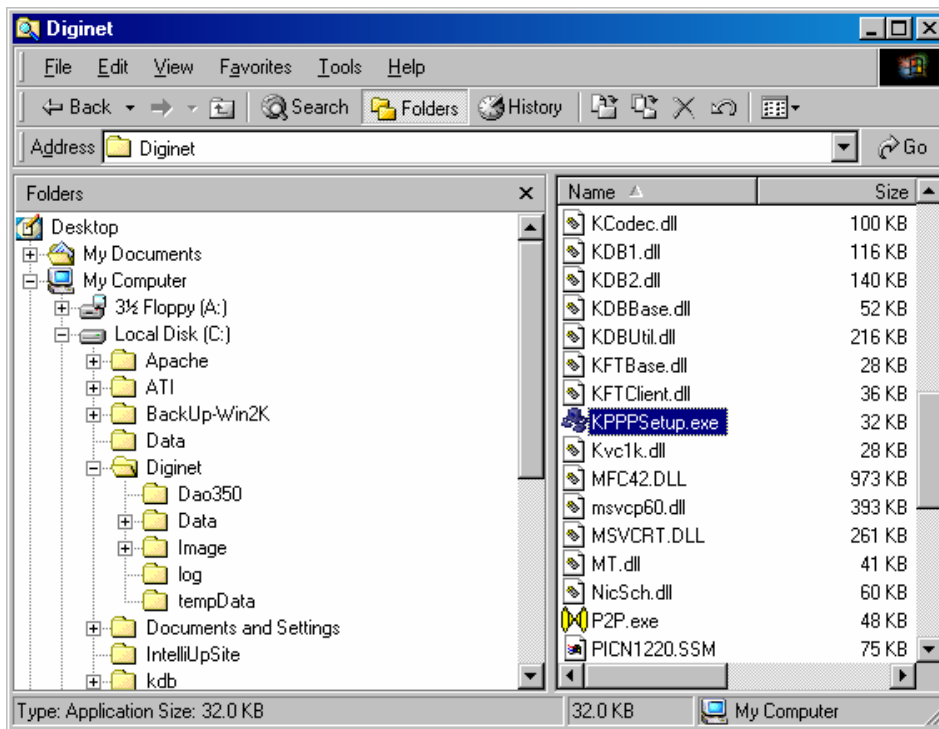 Diginet
File Edit View Favorites Tools Help
Back Search Folders History
Address Diginet Go
Folders
Desktop
My Documents
My Computer
3½ Floppy (A:)
Local Disk (C:)
Apache
ATI
BackUp-Win2K
Data
Diginet
Dao350
Data
Image
log
tempData
Documents and Settings
IntelliUpSite
kdb
Name Size
KCodec.dll 100 KB
KDB1.dll 116 KB
KDB2.dll 140 KB
KDBBase.dll 52 KB
KDBUtil.dll 216 KB
KFTBase.dll 28 KB
KFTClient.dll 36 KB
KPPPSetup.exe 32 KB
Kvc1k.dll 28 KB
MFC42.DLL 973 KB
msvcp60.dll 393 KB
MSVCRT.DLL 261 KB
MT.dll 41 KB
NicSch.dll 60 KB
P2P.exe 48 KB
PICN1220.SSM 75 KB
Type: Application Size: 32.0 KB 32.0 KB My Computer